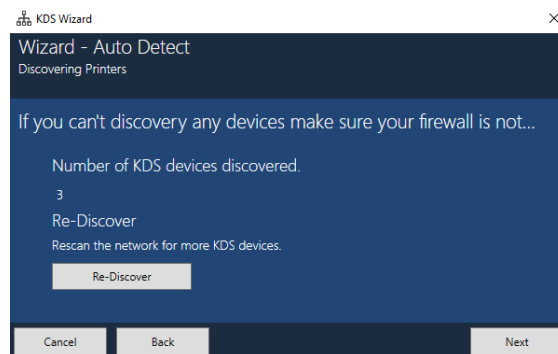 KDS Wizard
Wizard - Auto Detect
Discovering Printers
If you can't discovery any devices make sure your firewall is not...
Number of KDS devices discovered.
3
Re-Discover
Rescan the network for more KDS devices.
Re-Discover
Cancel Back Next